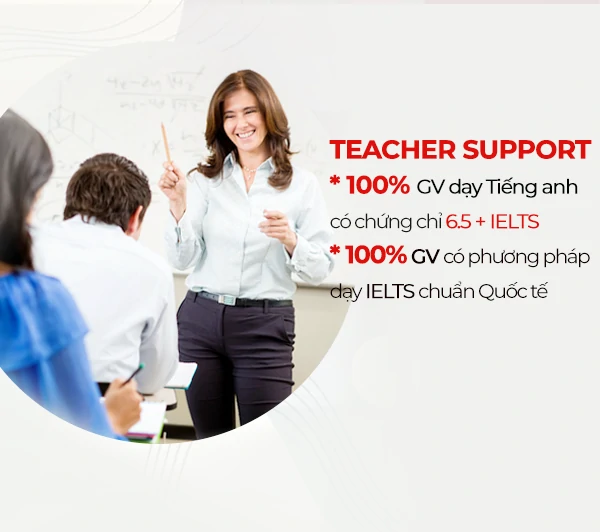 TEACHER SUPPORT
* 100% GV dạy Tiếng anh
có chứng chỉ 6.5 + IELTS
* 100% GV có phương pháp
dạy IELTS chuẩn Quốc tế